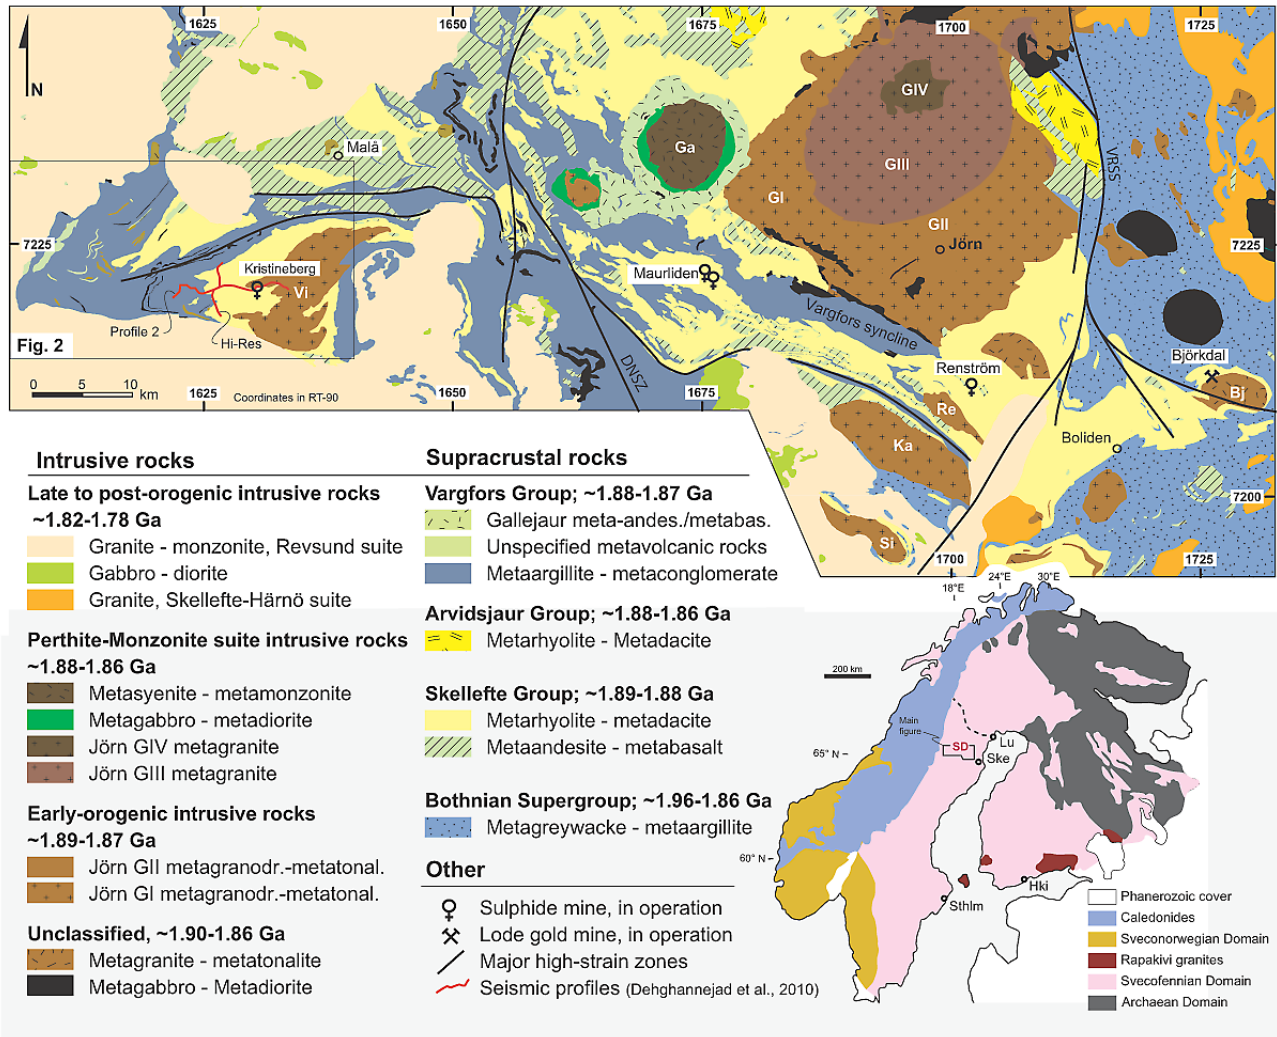 1625
1650
1675
1700
1725
N
GIV
Malå
Ga
GIII
VRSS
GI
GII
7225
Jörn
7225
Kristineberg
Maurliden
Vi
Profile 2
Hi-Res
Vargfors syncline
Fig. 2
DNSZ
Renström
Björkdal
0 5 10 km
1625
Coordinates in RT-90
1650
1675
Re
Bj
Ka
Boliden
7200
Si
1700
1725
Intrusive rocks
Late to post-orogenic intrusive rocks
~1.82-1.78 Ga
Granite - monzonite, Revsund suite
Gabbro - diorite
Granite, Skellefte-Härnö suite
Perthite-Monzonite suite intrusive rocks
~1.88-1.86 Ga
Metasyenite - metamonzonite
Metagabbro - metadiorite
Jörn GIV metagranite
Jörn GIII metagranite
Early-orogenic intrusive rocks
~1.89-1.87 Ga
Jörn GII metagranodr.-metatonal.
Jörn GI metagranodr.-metatonal.
Unclassified, ~1.90-1.86 Ga
Metagranite - metatonalite
Metagabbro - Metadiorite
Supracrustal rocks
Vargfors Group; ~1.88-1.87 Ga
Gallejaur meta-andes./metabas.
Unspecified metavolcanic rocks
Metaargillite - metaconglomerate
Arvidsjaur Group; ~1.88-1.86 Ga
Metarhyolite - Metadacite
Skellefte Group; ~1.89-1.88 Ga
Metarhyolite - metadacite
Metaandesite - metabasalt
Bothnian Supergroup; ~1.96-1.86 Ga
Metagreywacke - metaargillite
Other
Sulphide mine, in operation
Lode gold mine, in operation
Major high-strain zones
Seismic profiles (Dehghannejad et al., 2010)
18°E
24°E
30°E
200 km
Main
figure
65° N
SD
Lu
Ske
60° N
Hki
Sthlm
Phanerozoic cover
Caledonides
Sveconorwegian Domain
Rapakivi granites
Svecofennian Domain
Archaean Domain